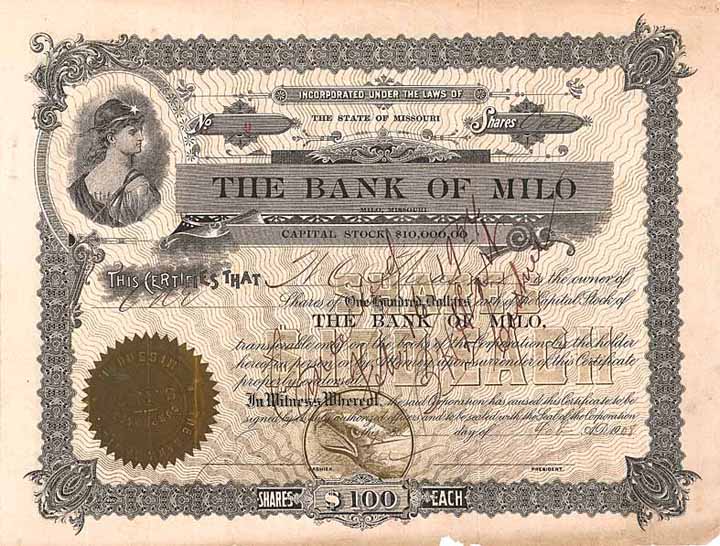 INCORPORATED UNDER THE LAWS OF
No
THE STATE OF MISSOURI
Shares
THE BANK OF MILO
MILO, MISSOURI
CAPITAL STOCK $10,000,00
THIS CERTIFIES THAT
is the owner of
Shares of One Hundred Dollars each of the Capital Stock of
THE BANK OF MILO,
transferable only on the books of the Corporation by the holder
hereof in person or by Attorney upon surrender of this Certificate
properly endorsed.
In Witness Whereof, the said Corporation has caused this Certificate to be
signed by its duly authorized officers and to be sealed with the Seal of the Corporation
day of A.D. 1908
CASHIER. PRESIDENT.
SHARES $100 EACH